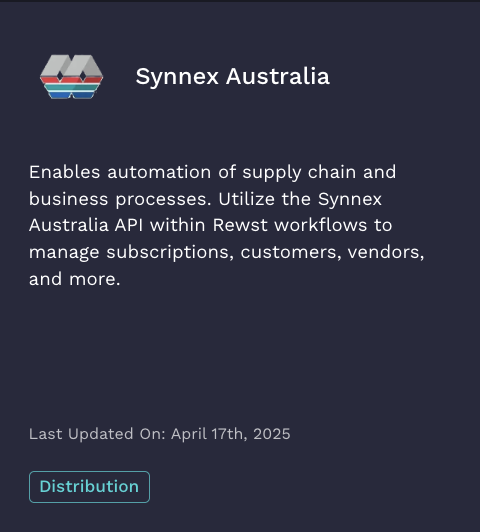 Synnex Australia
Enables automation of supply chain and
business processes. Utilize the Synnex
Australia API within Rewst workflows to
manage subscriptions, customers, vendors,
and more.
Last Updated On: April 17th, 2025
Distribution